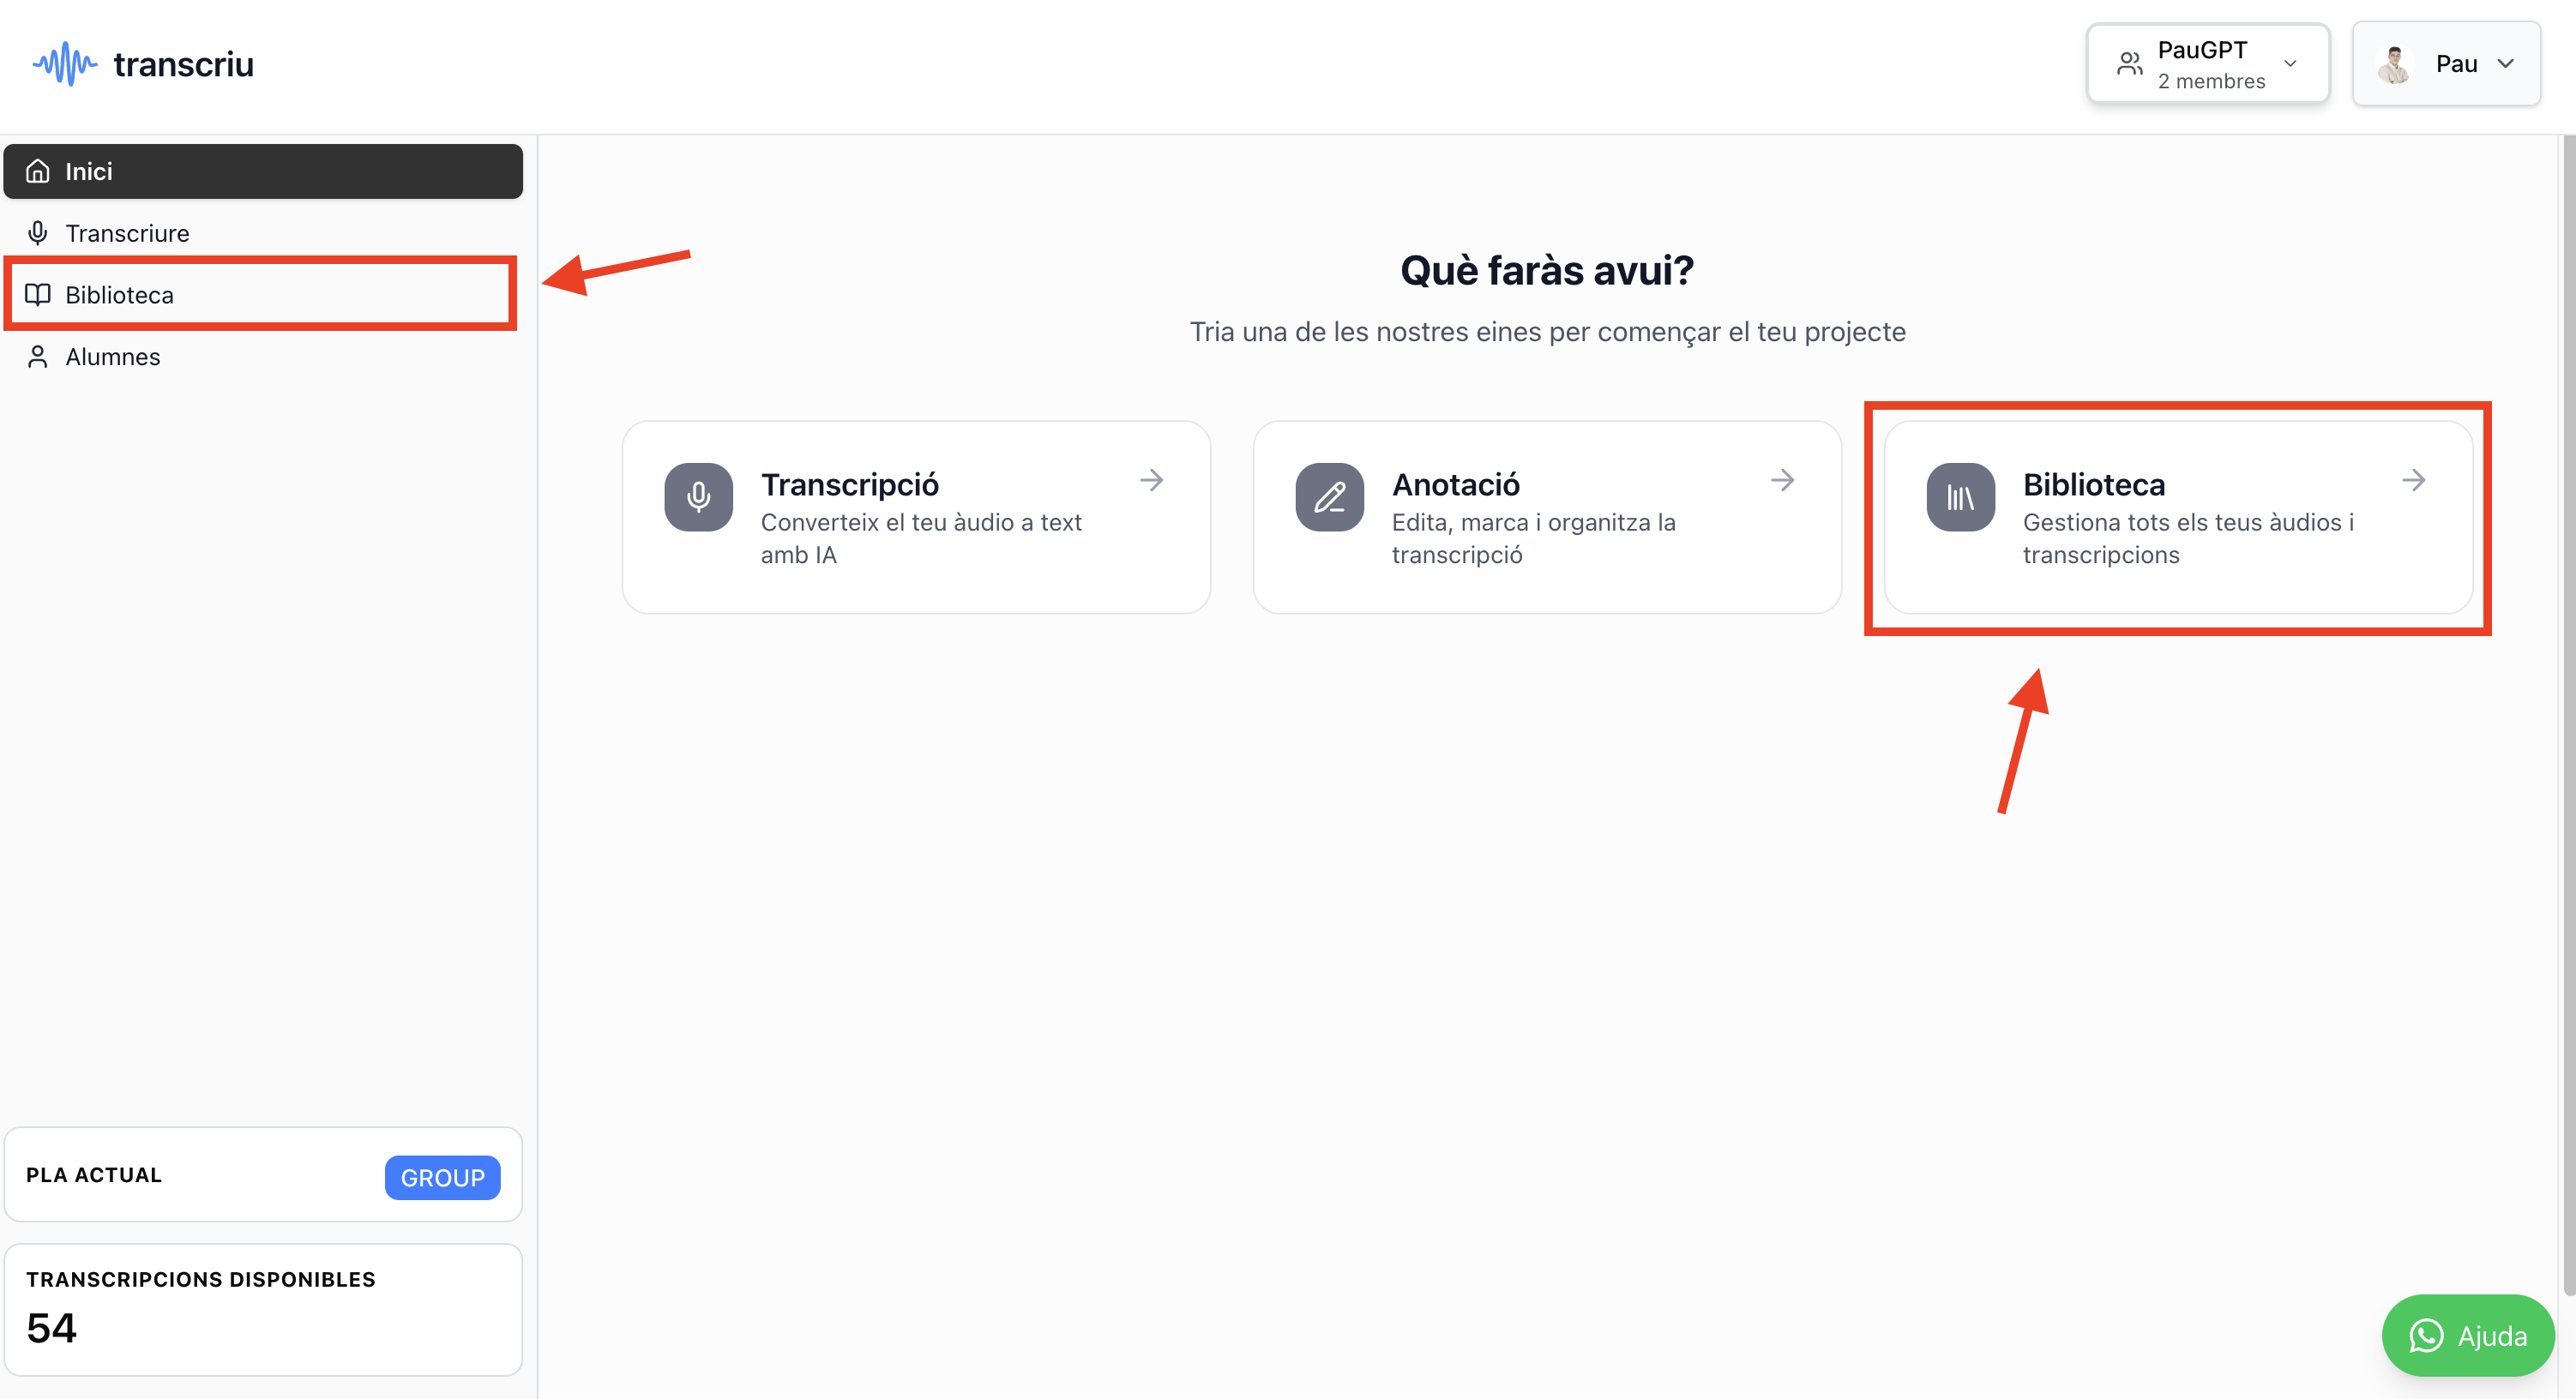 transcriu
PauGPT
2 membres
Pau
Inici
Transcriure
Biblioteca
Alumnes
Què faràs avui?
Tria una de les nostres eines per començar el teu projecte
Transcripció
Converteix el teu àudio a text
amb IA
Anotació
Edita, marca i organitza la
transcripció
Biblioteca
Gestiona tots els teus àudios i
transcripcions
PLA ACTUAL
GROUP
TRANSCRIPCIONS DISPONIBLES
54
Ajuda